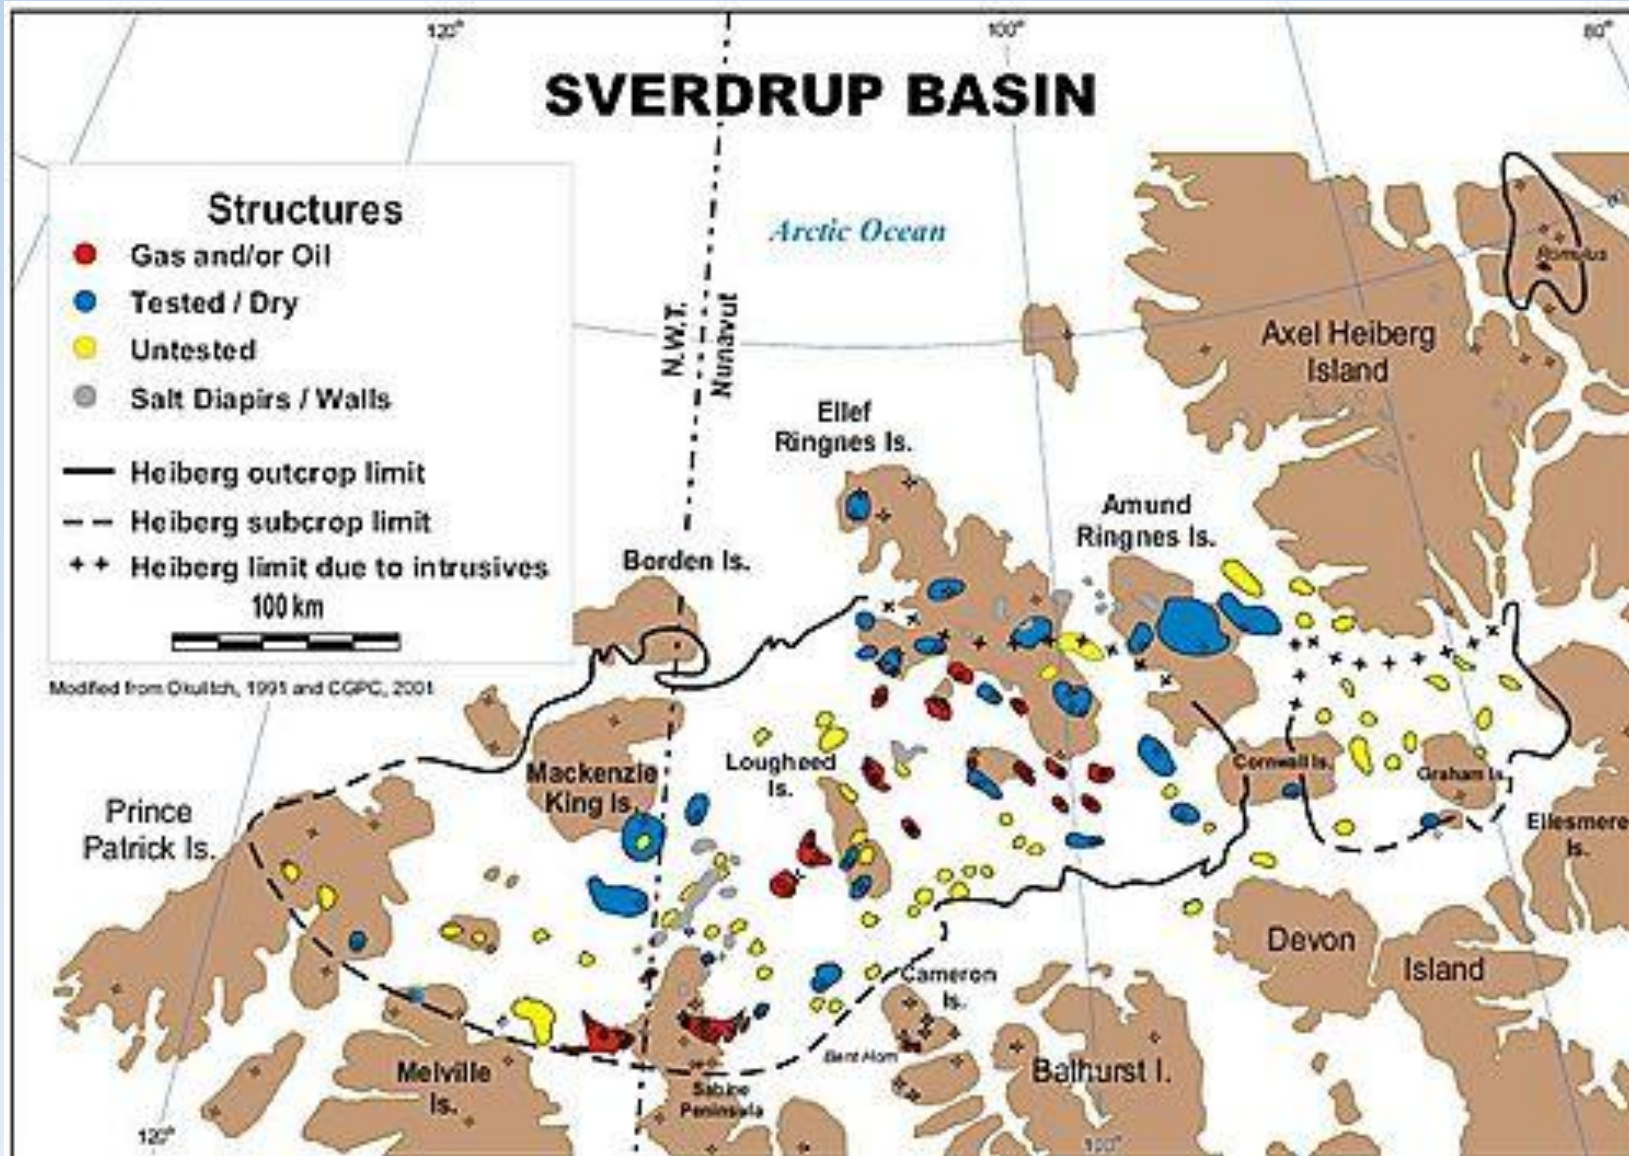 120°
100°
80°
SVERDRUP BASIN
Structures
Gas and/or Oil
Tested / Dry
Untested
Salt Diapirs / Walls
Heiberg outcrop limit
Heiberg subcrop limit
Heiberg limit due to intrusives
100 km
Modified from Okulitch, 1991 and CGPC, 2001
Arctic Ocean
N.W.T.
Nunavut
80°
Romulus
Axel Heiberg
Island
Ellef
Ringnes Is.
Amund
Ringnes Is.
Borden Is.
Mackenzie
King Is.
Lougheed
Is.
Cornwall Is.
Graham Is.
Prince
Patrick Is.
Ellesmere
Is.
Devon
Island
Cameron
Is.
Bent Horn
Melville
Is.
Sabine
Peninsula
Bathurst I.
120°
100°